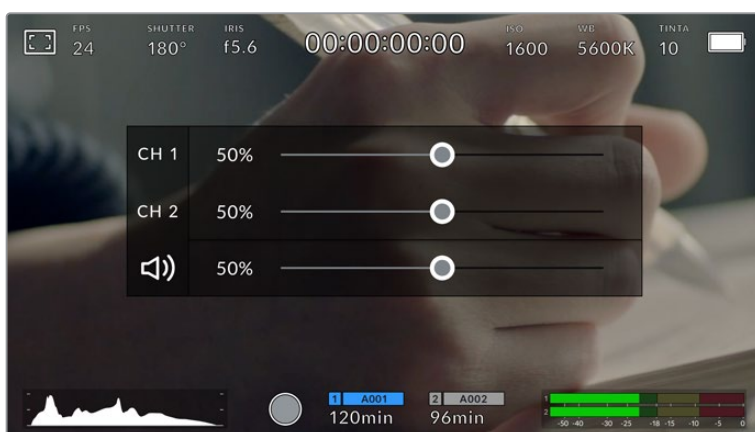 FPS SHUTTER IRIS ISO WB TINTA
24 180° f5.6 00:00:00:00 1600 5600K 10
CH 1 50%
CH 2 50%
50%
1 A001 2 A002
120min 96min
1
2
-50 -40 -30 -25 -18 -15 -10 -5 0